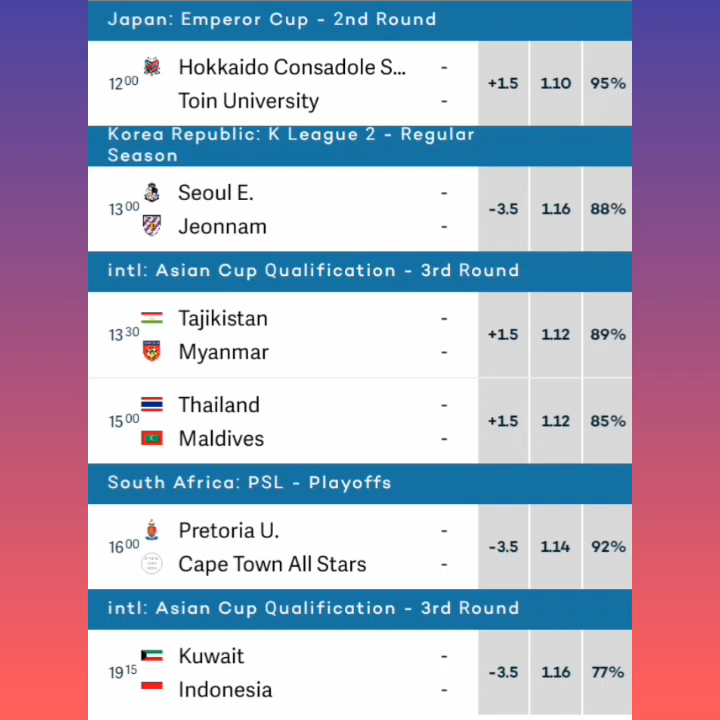 Japan: Emperor Cup - 2nd Round
12 00 Hokkaido Consadole S... -
Toin University -
+1.5 1.10 95%
Korea Republic: K League 2 - Regular
Season
13 00 Seoul E. -
Jeonnam -
-3.5 1.16 88%
intl: Asian Cup Qualification - 3rd Round
13 30 Tajikistan -
Myanmar -
+1.5 1.12 89%
15 00 Thailand -
Maldives -
+1.5 1.12 85%
South Africa: PSL - Playoffs
16 00 Pretoria U. -
Cape Town All Stars -
-3.5 1.14 92%
intl: Asian Cup Qualification - 3rd Round
19 15 Kuwait -
Indonesia -
-3.5 1.16 77%